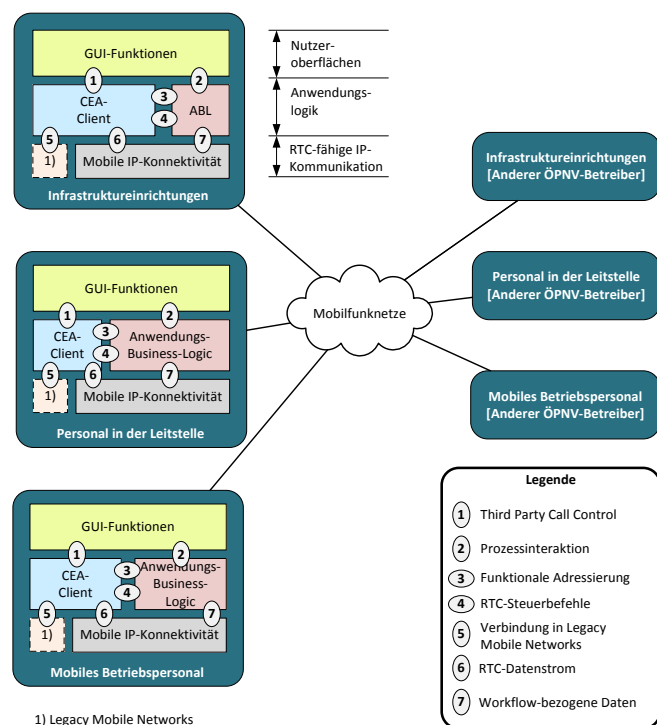 GUI-Funktionen
1
2
CEA-
Client
3
4
ABL
5
6
7
1)
Mobile IP-Konnektivität
Infrastruktureinrichtungen
Nutzer-
oberflächen
Anwendungs-
logik
RTC-fähige IP-
Kommunikation
GUI-Funktionen
1
2
CEA-
Client
3
4
Anwendungs-
Business-Logic
5
6
7
1)
Mobile IP-Konnektivität
Personal in der Leitstelle
GUI-Funktionen
1
2
CEA-
Client
3
4
Anwendungs-
Business-
Logic
5
6
7
1)
Mobile IP-Konnektivität
Mobiles Betriebspersonal
1) Legacy Mobile Networks
Mobilfunknetze
Infrastruktureinrichtungen
[Anderer ÖPNV-Betreiber]
Personal in der Leitstelle
[Anderer ÖPNV-Betreiber]
Mobiles Betriebspersonal
[Anderer ÖPNV-Betreiber]
Legende
1 Third Party Call Control
2 Prozessinteraktion
3 Funktionale Adressierung
4 RTC-Steuerbefehle
5 Verbindung in Legacy
Mobile Networks
6 RTC-Datenstrom
7 Workflow-bezogene Daten